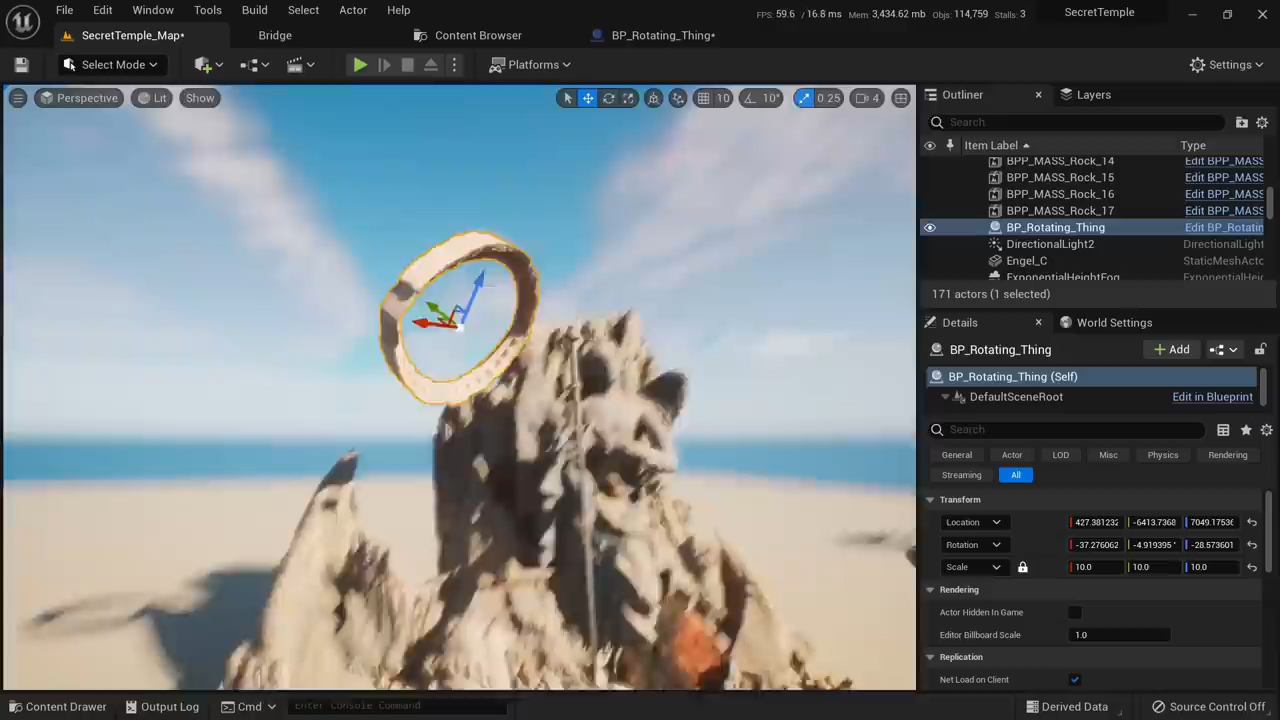 File Edit Window Tools Build Select Actor Help
FPS: 59.6 / 16.8 ms Mem: 3,434.62 mb Objs: 114,759 Stalls: 3
SecretTemple
SecretTemple_Map*
Bridge
Content Browser
BP_Rotating_Thing*
Select Mode
Platforms
Settings
Perspective
Lit
Show
10
10°
0.25
4
Outliner
Layers
Search
Item Label
Type
BPP_MASS_Rock_14 Edit BPP_MASS
BPP_MASS_Rock_15 Edit BPP_MASS
BPP_MASS_Rock_16 Edit BPP_MASS
BPP_MASS_Rock_17 Edit BPP_MASS
BP_Rotating_Thing Edit BP_Rotatin
DirectionalLight2 DirectionalLight
Engel_C StaticMeshActo
ExponentialHeightFog ExponentialHe
171 actors (1 selected)
Details
World Settings
BP_Rotating_Thing
Add
BP_Rotating_Thing (Self)
DefaultSceneRoot
Edit in Blueprint
Search
General Actor LOD Misc Physics Rendering
Streaming All
Transform
Location 427.381232 -6413.7368 7049.17536
Rotation -37.276062 -4.919395° -28.573601
Scale 10.0 10.0 10.0
Rendering
Actor Hidden In Game
Editor Billboard Scale 1.0
Replication
Net Load on Client
Content Drawer
Output Log
Cmd
Enter Console Command
Derived Data
Source Control Off